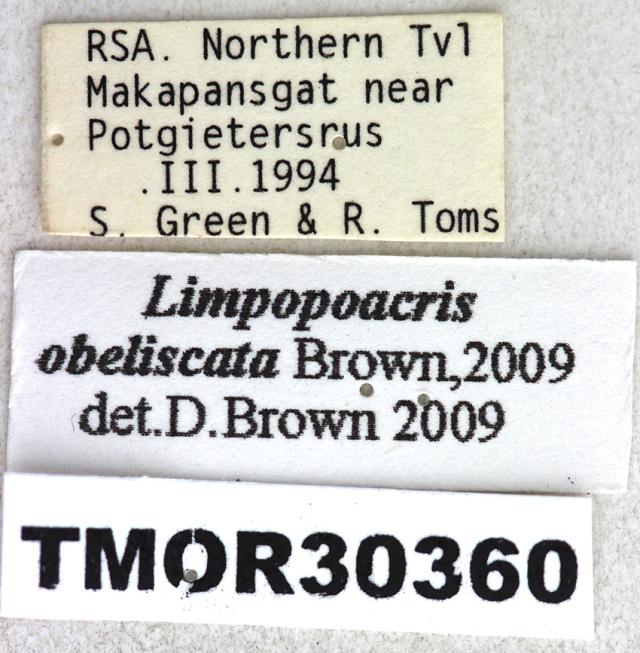 RSA. Northern Tvl
Makapansgat near
Potgietersrus
.III.1994
S. Green & R. Toms
Limpopoacris
obeliscata Brown,2009
det.D.Brown 2009
TMOR30360